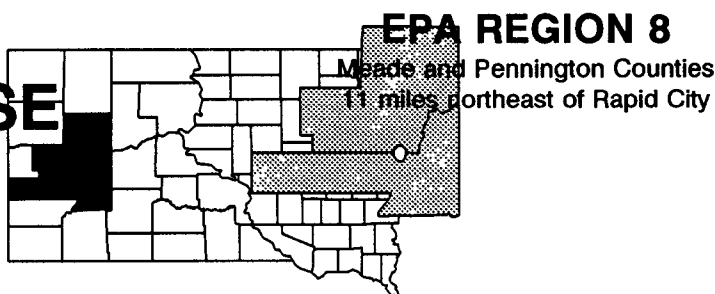 EPA REGION 8
Meade and Pennington Counties
11 miles northeast of Rapid City
SE